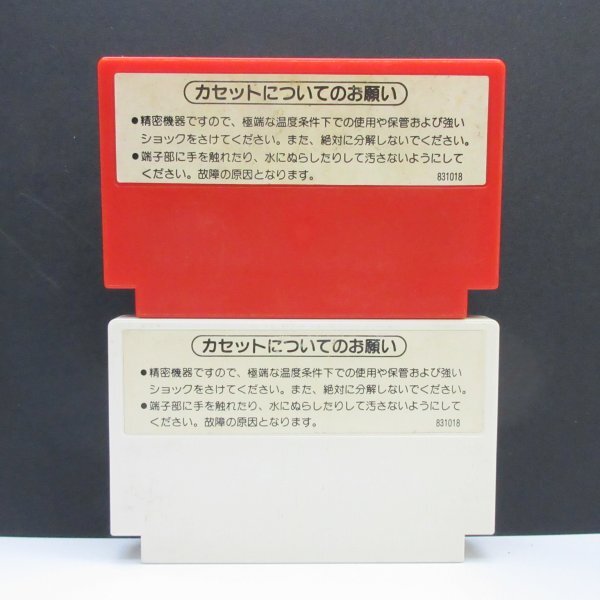 カセットについてのお願い
●精密機器ですので、極端な温度条件下での使用や保管および強い
ショックをさけてください。また、絶対に分解しないでください。
●端子部に手を触れたり、水にぬらしたりして汚さないようにして
ください。故障の原因となります。 831018
カセットについてのお願い
●精密機器ですので、極端な温度条件下での使用や保管および強い
ショックをさけてください。また、絶対に分解しないでください。
●端子部に手を触れたり、水にぬらしたりして汚さないようにして
ください。故障の原因となります。 831018